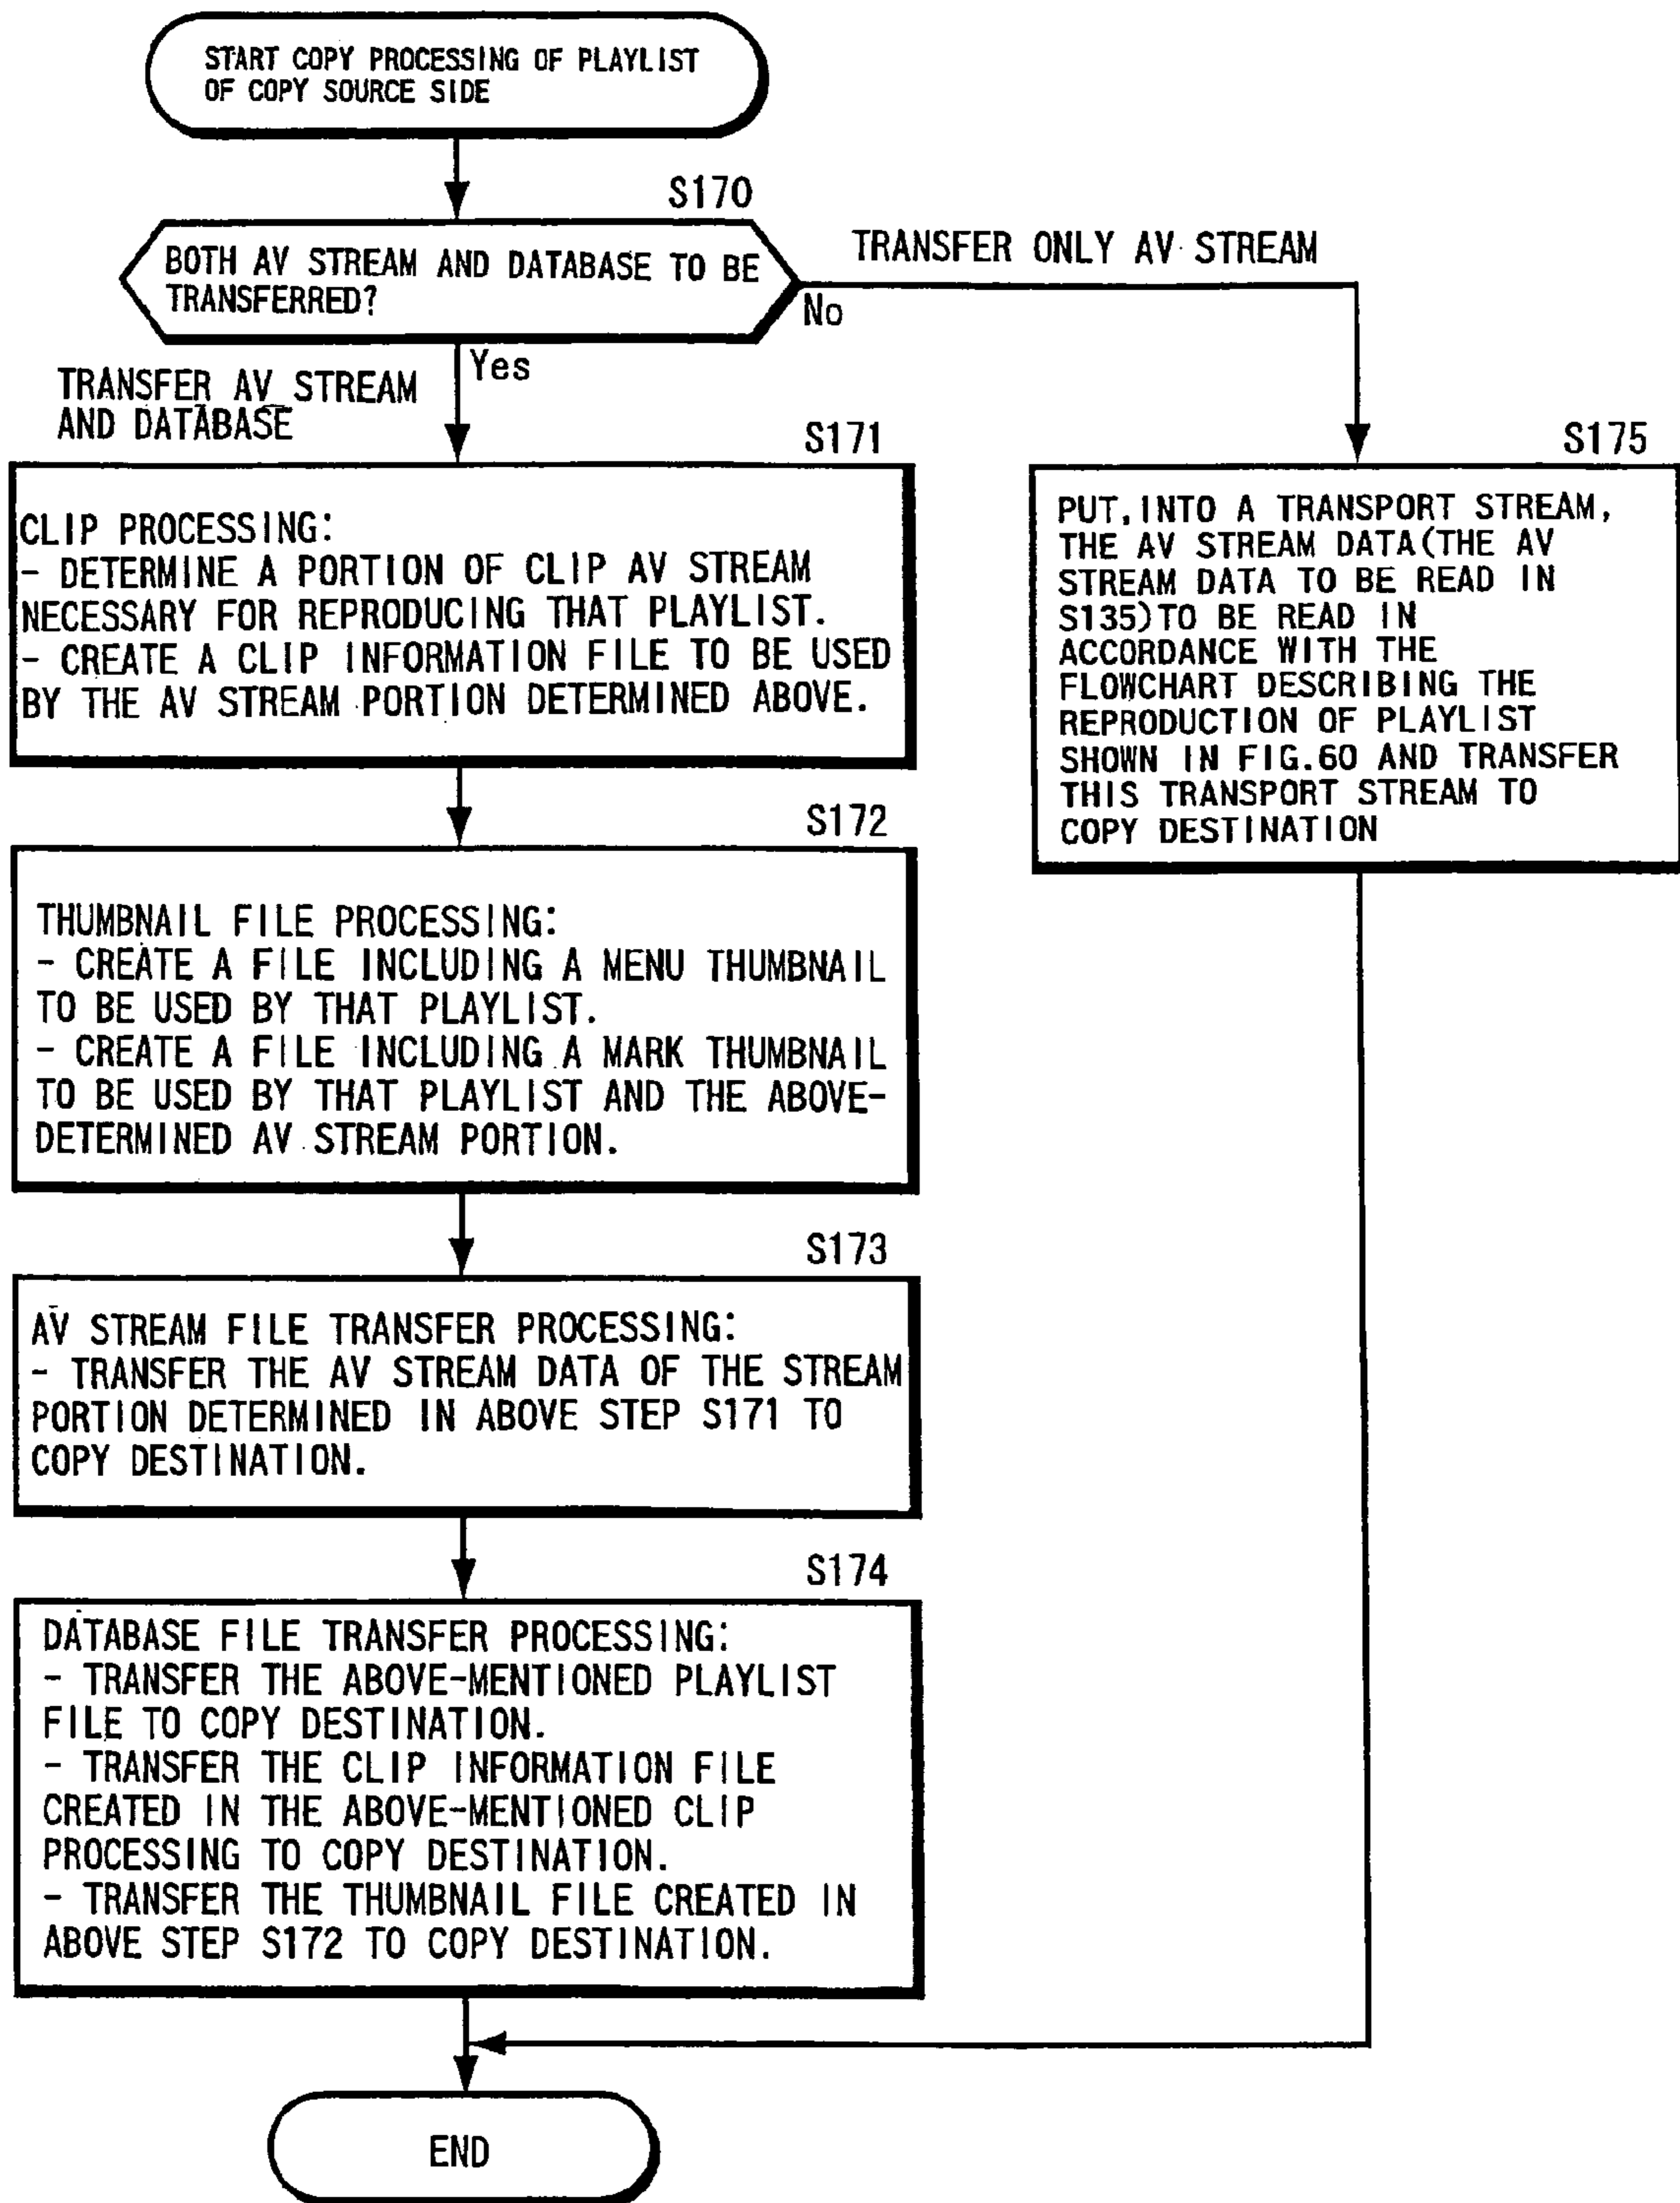 START COPY PROCESSING OF PLAYLIST
OF COPY SOURCE SIDE
S170
BOTH AV STREAM AND DATABASE TO BE
TRANSFERRED?
TRANSFER ONLY AV STREAM
No
Yes
TRANSFER AV STREAM
AND DATABASE
S171
CLIP PROCESSING:
- DETERMINE A PORTION OF CLIP AV STREAM
NECESSARY FOR REPRODUCING THAT PLAYLIST.
- CREATE A CLIP INFORMATION FILE TO BE USED
BY THE AV STREAM PORTION DETERMINED ABOVE.
S175
PUT, INTO A TRANSPORT STREAM,
THE AV STREAM DATA(THE AV
STREAM DATA TO BE READ IN
S135)TO BE READ IN
ACCORDANCE WITH THE
FLOWCHART DESCRIBING THE
REPRODUCTION OF PLAYLIST
SHOWN IN FIG.60 AND TRANSFER
THIS TRANSPORT STREAM TO
COPY DESTINATION
S172
THUMBNAIL FILE PROCESSING:
- CREATE A FILE INCLUDING A MENU THUMBNAIL
TO BE USED BY THAT PLAYLIST.
- CREATE A FILE INCLUDING A MARK THUMBNAIL
TO BE USED BY THAT PLAYLIST AND THE ABOVE-
DETERMINED AV STREAM PORTION.
S173
AV STREAM FILE TRANSFER PROCESSING:
- TRANSFER THE AV STREAM DATA OF THE STREAM
PORTION DETERMINED IN ABOVE STEP S171 TO
COPY DESTINATION.
S174
DATABASE FILE TRANSFER PROCESSING:
- TRANSFER THE ABOVE-MENTIONED PLAYLIST
FILE TO COPY DESTINATION.
- TRANSFER THE CLIP INFORMATION FILE
CREATED IN THE ABOVE-MENTIONED CLIP
PROCESSING TO COPY DESTINATION.
- TRANSFER THE THUMBNAIL FILE CREATED IN
ABOVE STEP S172 TO COPY DESTINATION.
END